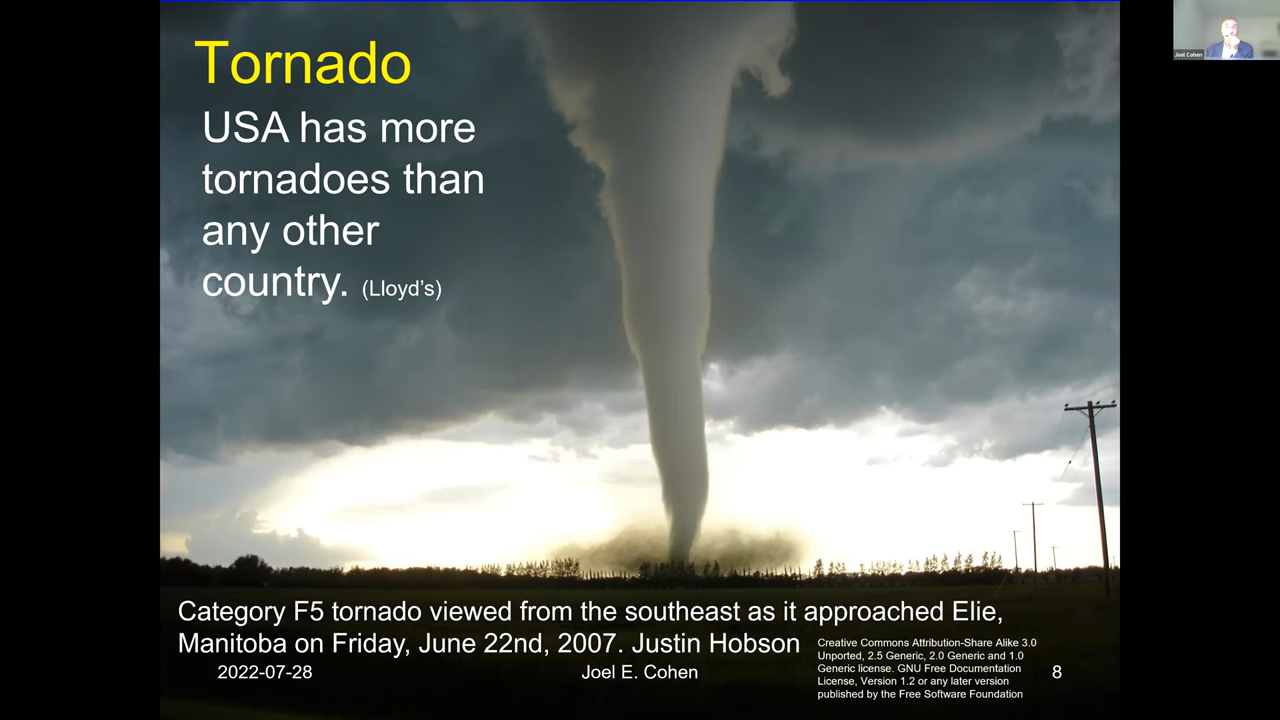 Tornado
USA has more
tornadoes than
any other
country. (Lloyd's)
Joel Cohen
Category F5 tornado viewed from the southeast as it approached Elie,
Manitoba on Friday, June 22nd, 2007. Justin Hobson
Creative Commons Attribution-Share Alike 3.0
Unported, 2.5 Generic, 2.0 Generic and 1.0
Generic license. GNU Free Documentation
License, Version 1.2 or any later version
published by the Free Software Foundation
2022-07-28
Joel E. Cohen
8